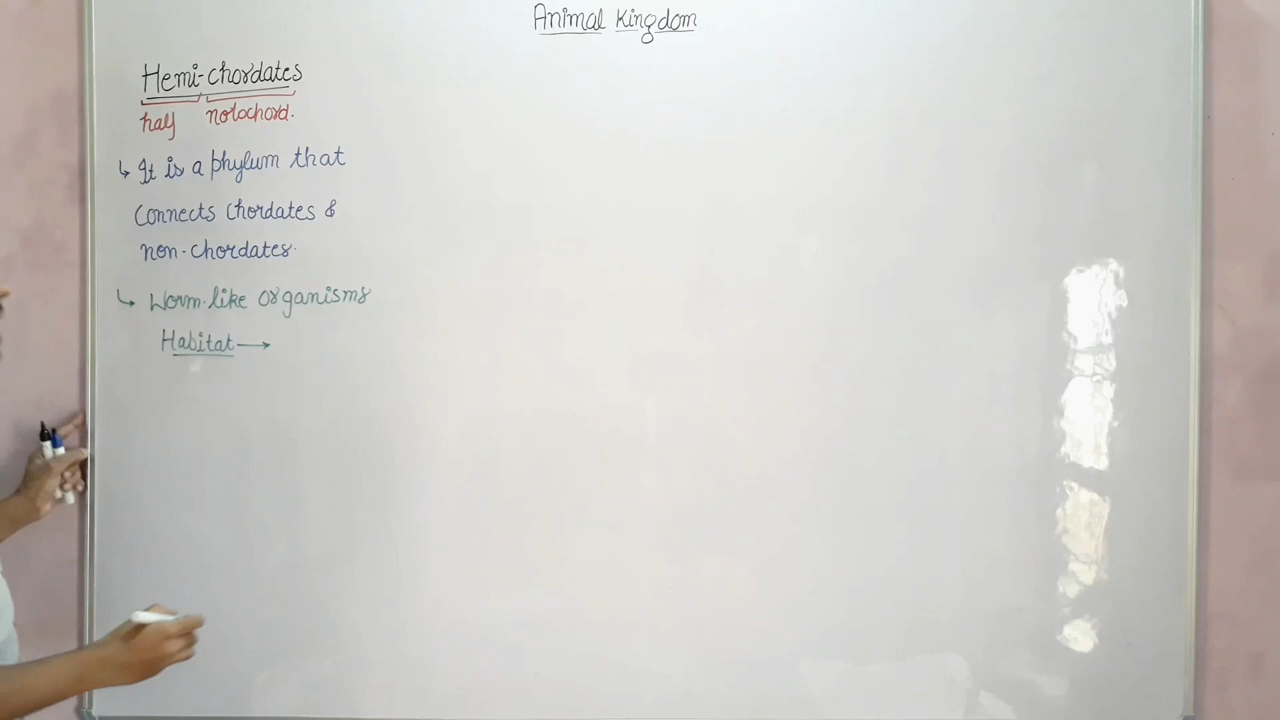 Animal Kingdom
Hemi-chordates
half notochord.
↳ It is a phylum that
Connects Chordates &
non-Chordates.
↳ Worm-like organisms
Habitat →